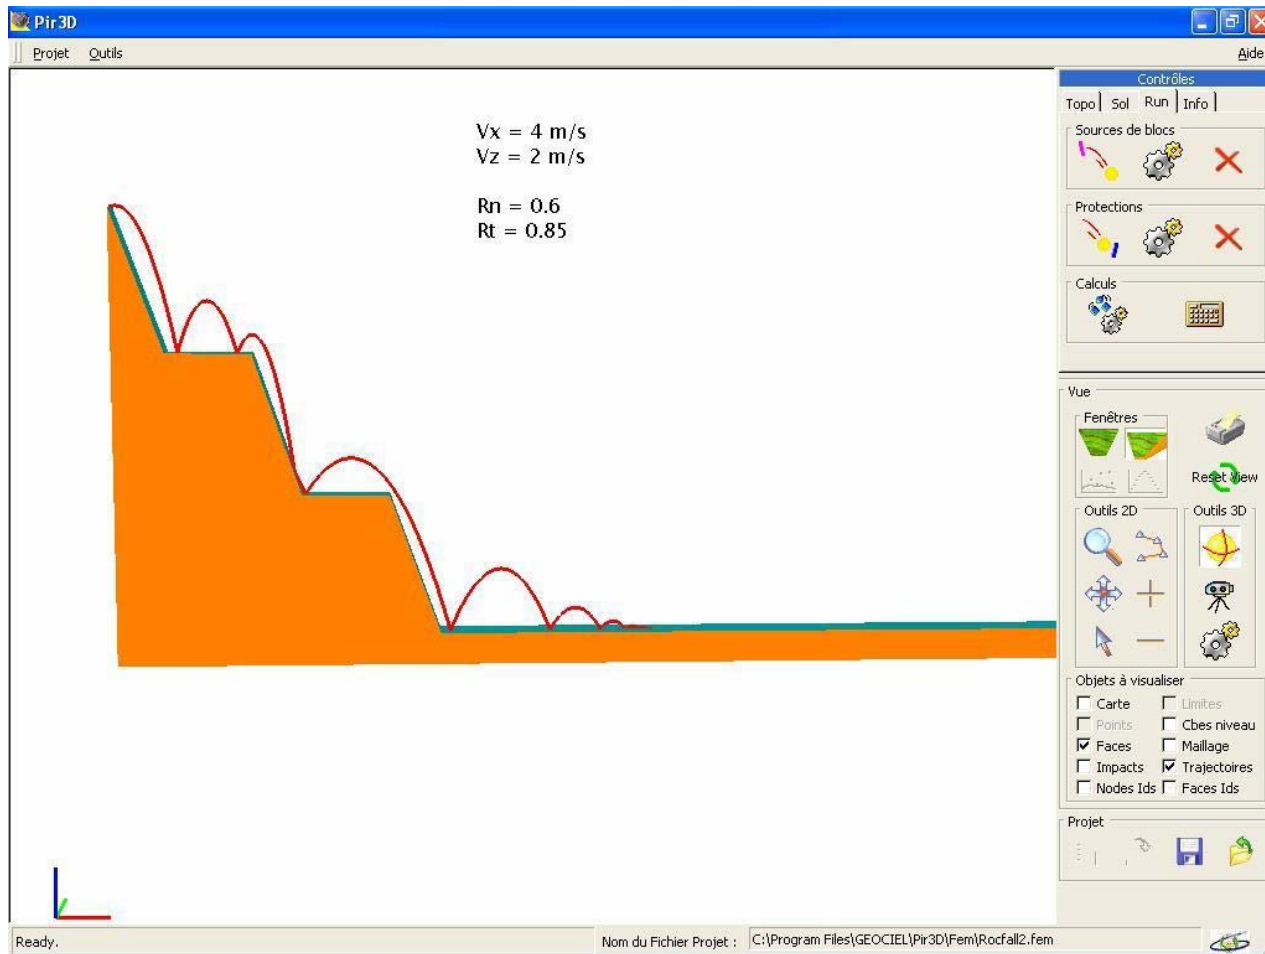 Pir3D
Projet Outils Aide
Contrôles
Topo Sol Run Info
Sources de blocs
Protections
Calculs
Vx = 4 m/s
Vz = 2 m/s
Rn = 0.6
Rt = 0.85
Vue
Fenêtres
Reset View
Outils 2D Outils 3D
Objets à visualiser
Carte Limites
Points Cbes niveau
Faces Maillage
Impacts Trajectoires
Nodes Ids Faces Ids
Projet
Ready. Nom du Fichier Projet : C:\Program Files\GEOCIEL\Pir3D\Fem\Rocfall2.fem